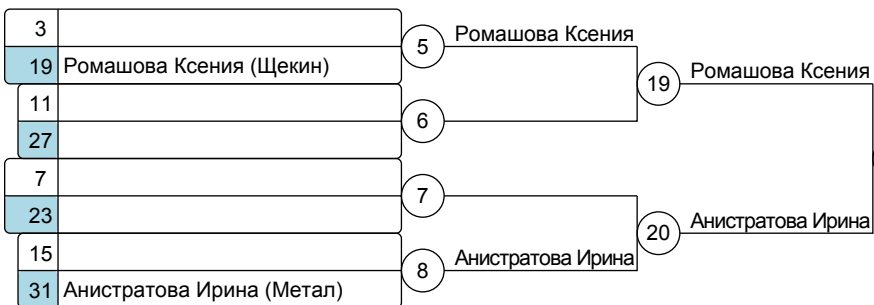 3
19 Ромашова Ксения (Щекин)
11
27
7
23
15
31 Анистратова Ирина (Метал)
5
6
7
8
Ромашова Ксения
Анистратова Ирина
19
20
Ромашова Ксения
Анистратова Ирина